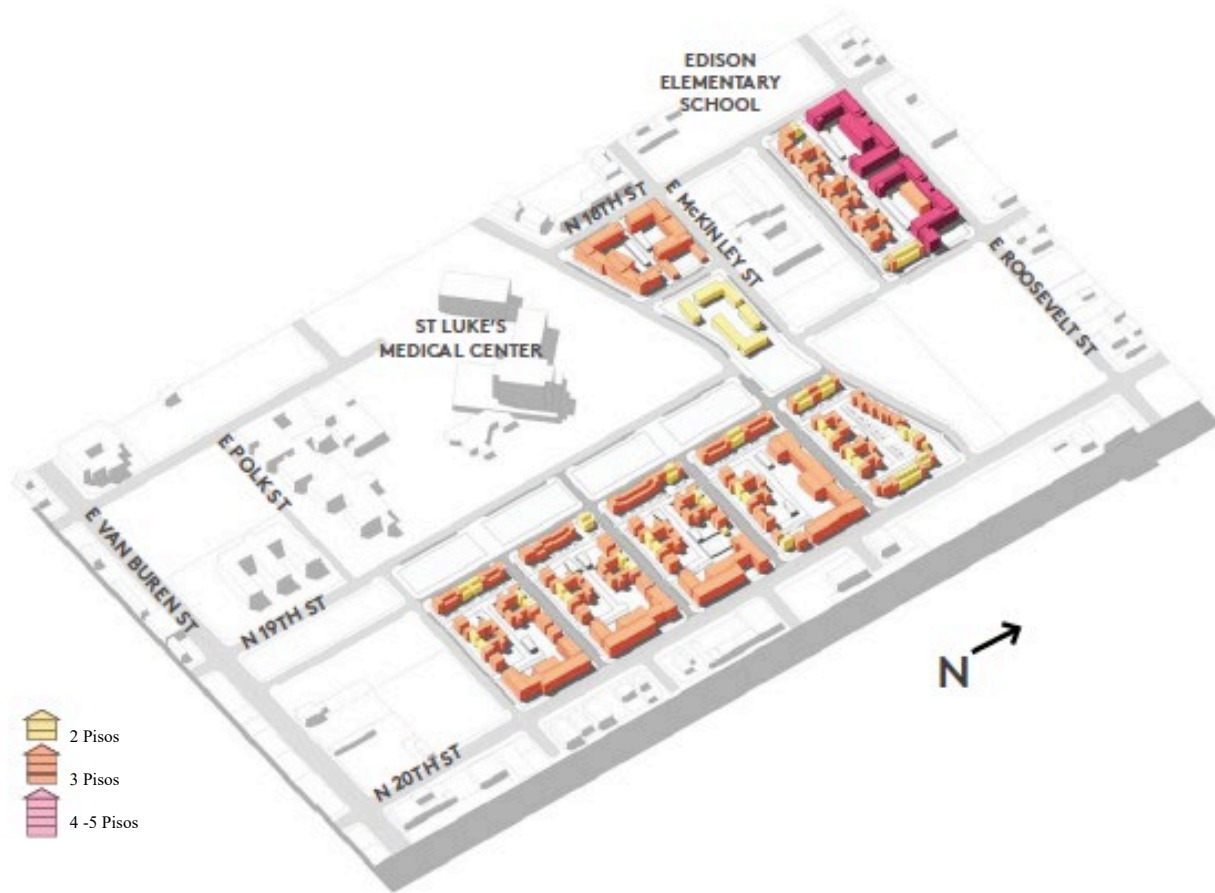 EDISON
ELEMENTARY
SCHOOL
N 18TH ST
E McKINLEY ST
E ROOSEVELT ST
ST LUKE'S
MEDICAL CENTER
E POLK ST
E VAN BUREN ST
N 19TH ST
N
N 20TH ST
2 Pisos
3 Pisos
4 -5 Pisos